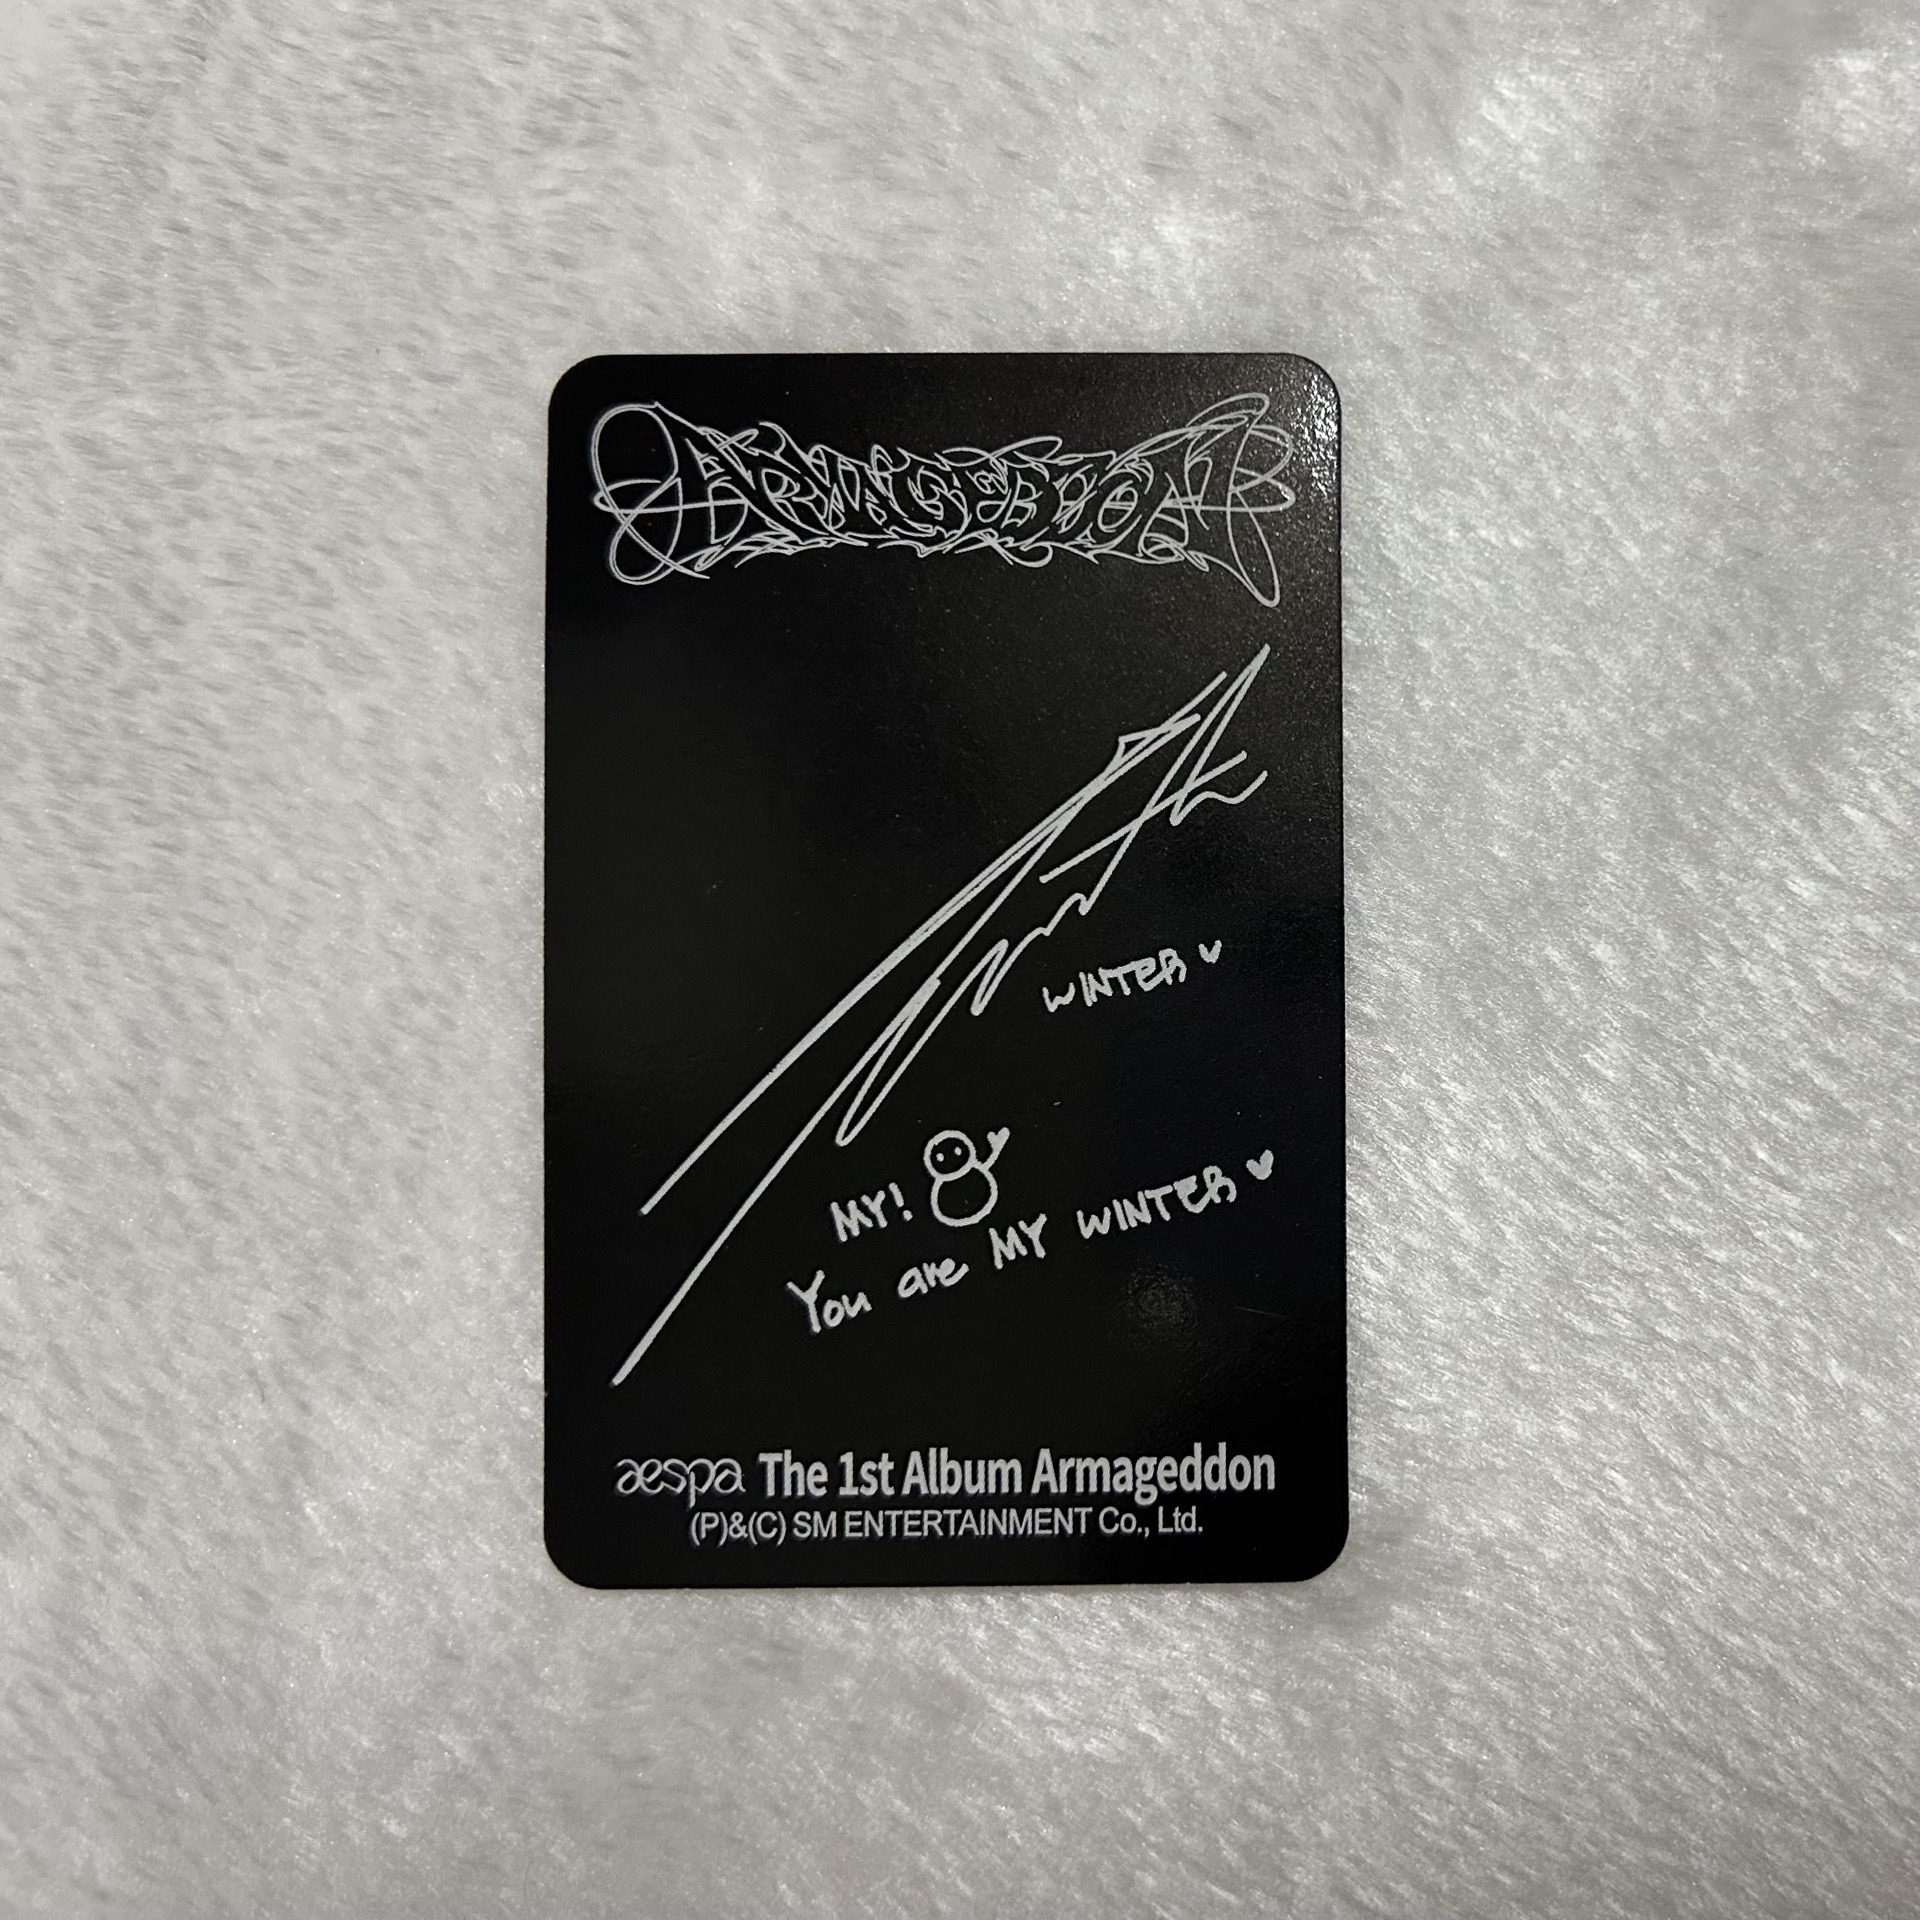 ARMAGEDDON
WINTER ♥
MY!
You are MY WINTER ♥
aespa The 1st Album Armageddon
(P)&(C) SM ENTERTAINMENT Co., Ltd.